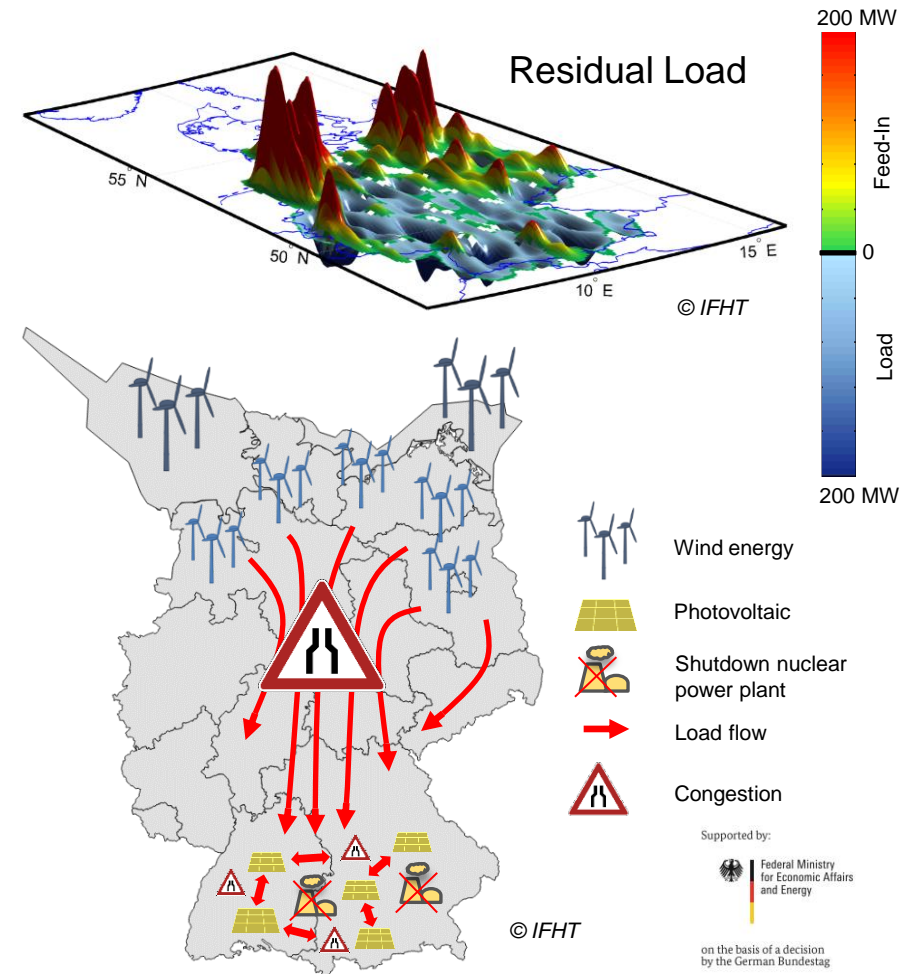 200 MW
Residual Load
Feed-In
55° N
50° N
15° E
0
10° E
© IFHT
Load
200 MW
Wind energy
Photovoltaic
Shutdown nuclear
power plant
Load flow
Congestion
Supported by:
Federal Ministry
for Economic Affairs
and Energy
© IFHT
on the basis of a decision
by the German Bundestag